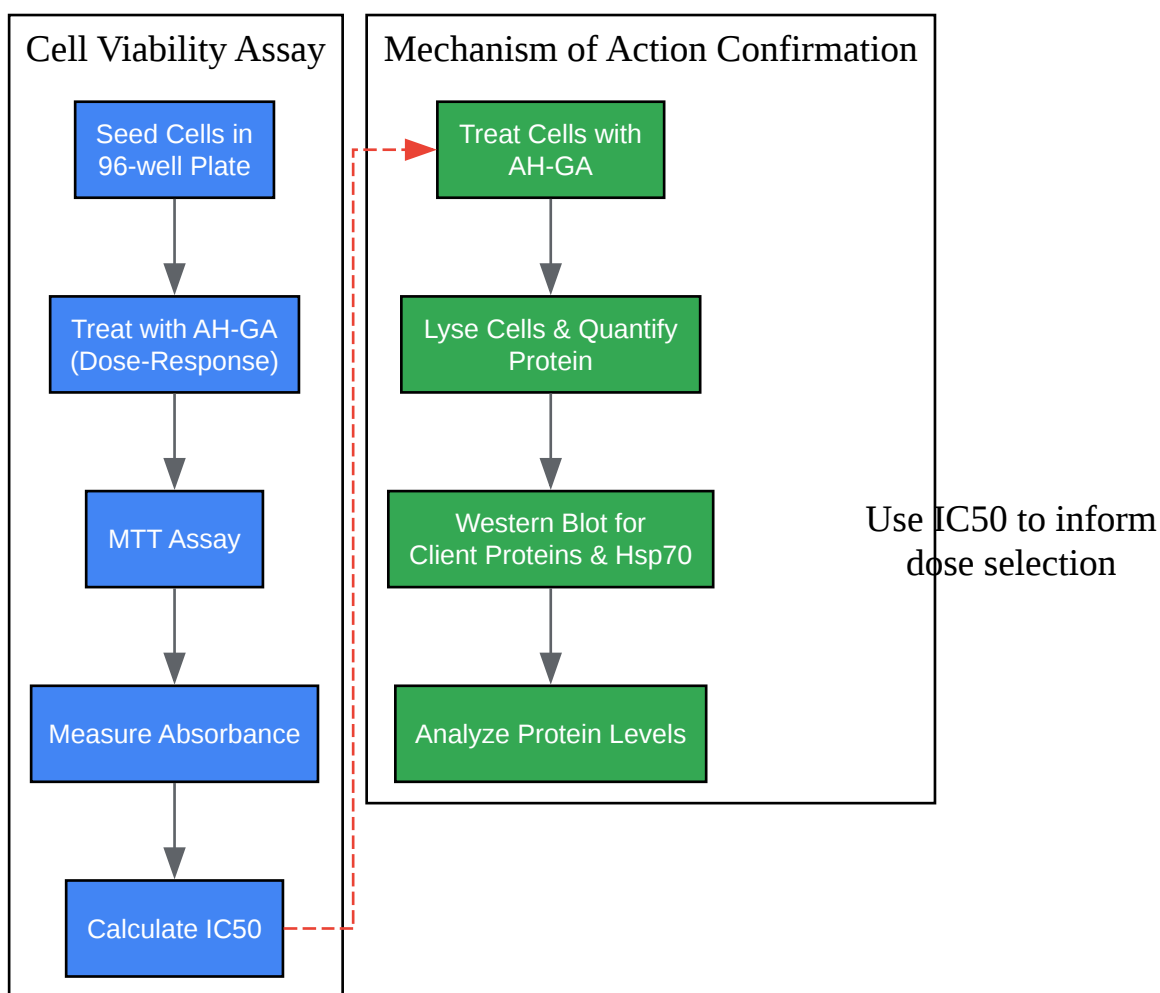 Cell Viability Assay
Seed Cells in
96-well Plate
Treat with AH-GA
(Dose-Response)
MTT Assay
Measure Absorbance
Calculate IC50
Mechanism of Action Confirmation
Treat Cells with
AH-GA
Lyse Cells & Quantify
Protein
Western Blot for
Client Proteins & Hsp70
Analyze Protein Levels
Use IC50 to inform
dose selection